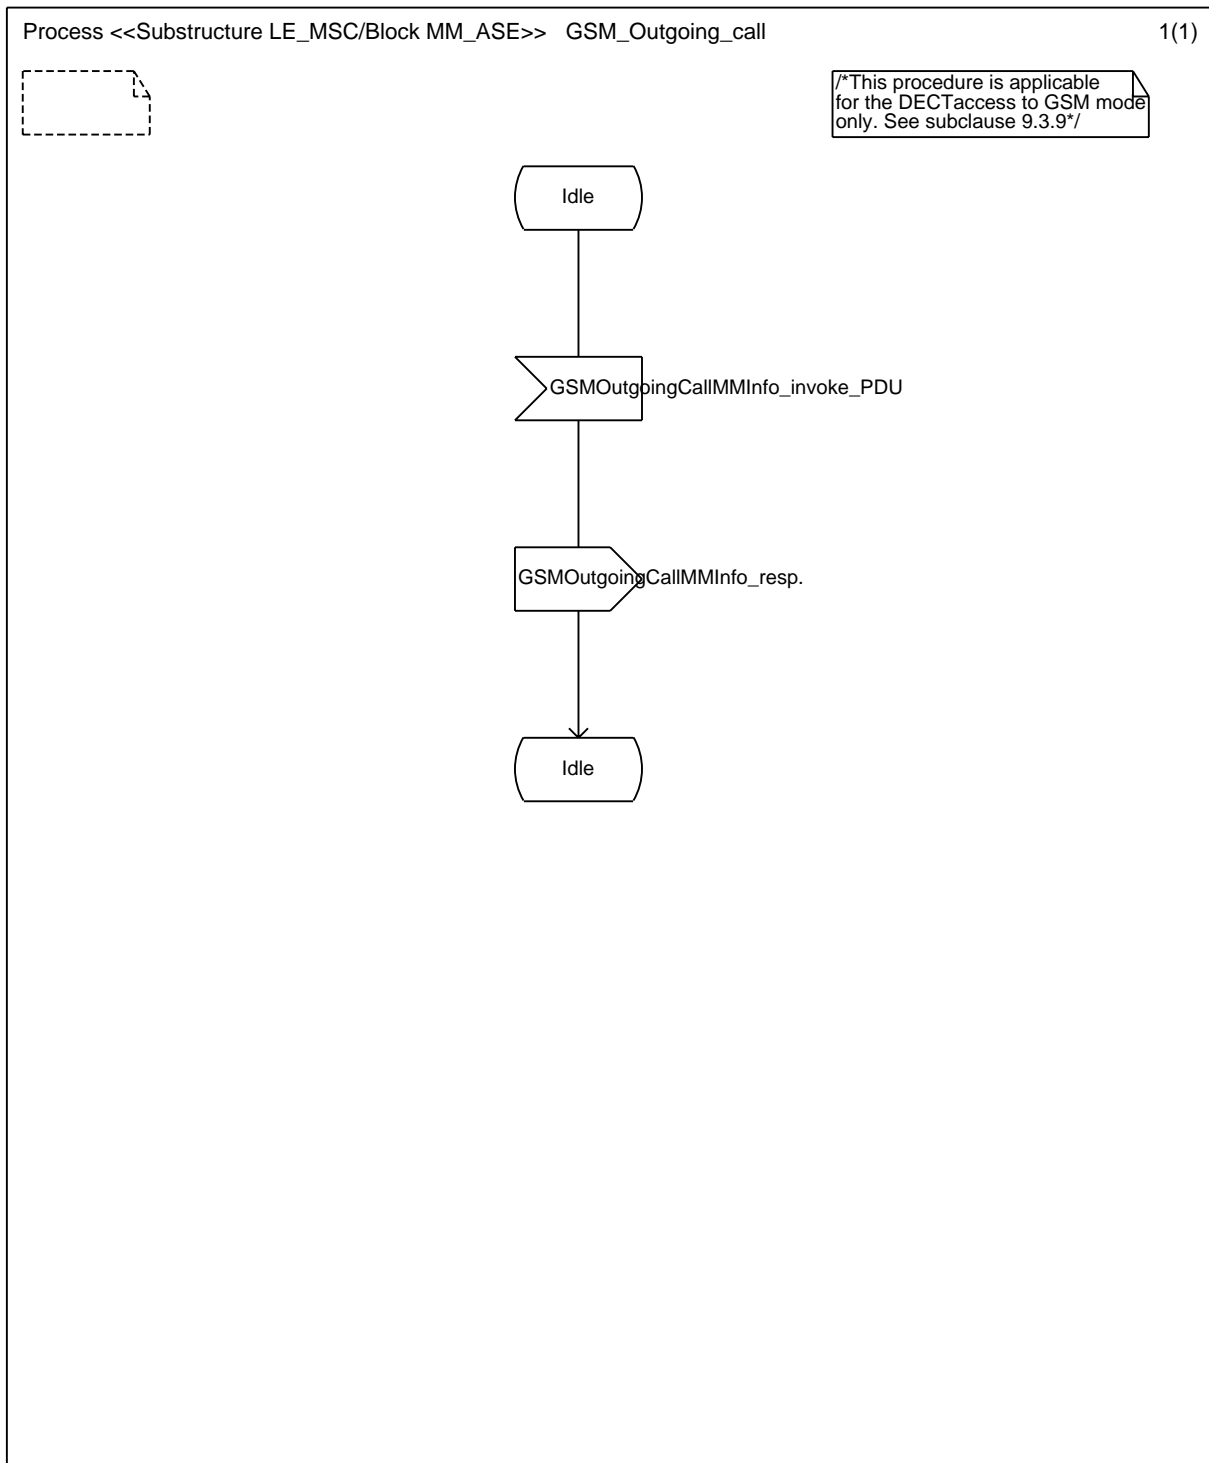 Process <<Substructure LE_MSC/Block MM_ASE>> GSM_Outgoing_call 1(1)
/*This procedure is applicable
for the DECTaccess to GSM mode
only. See subclause 9.3.9*/
Idle
GSMOutgoingCallMMInfo_invoke_PDU
GSMOutgoingCallMMInfo_resp.
Idle